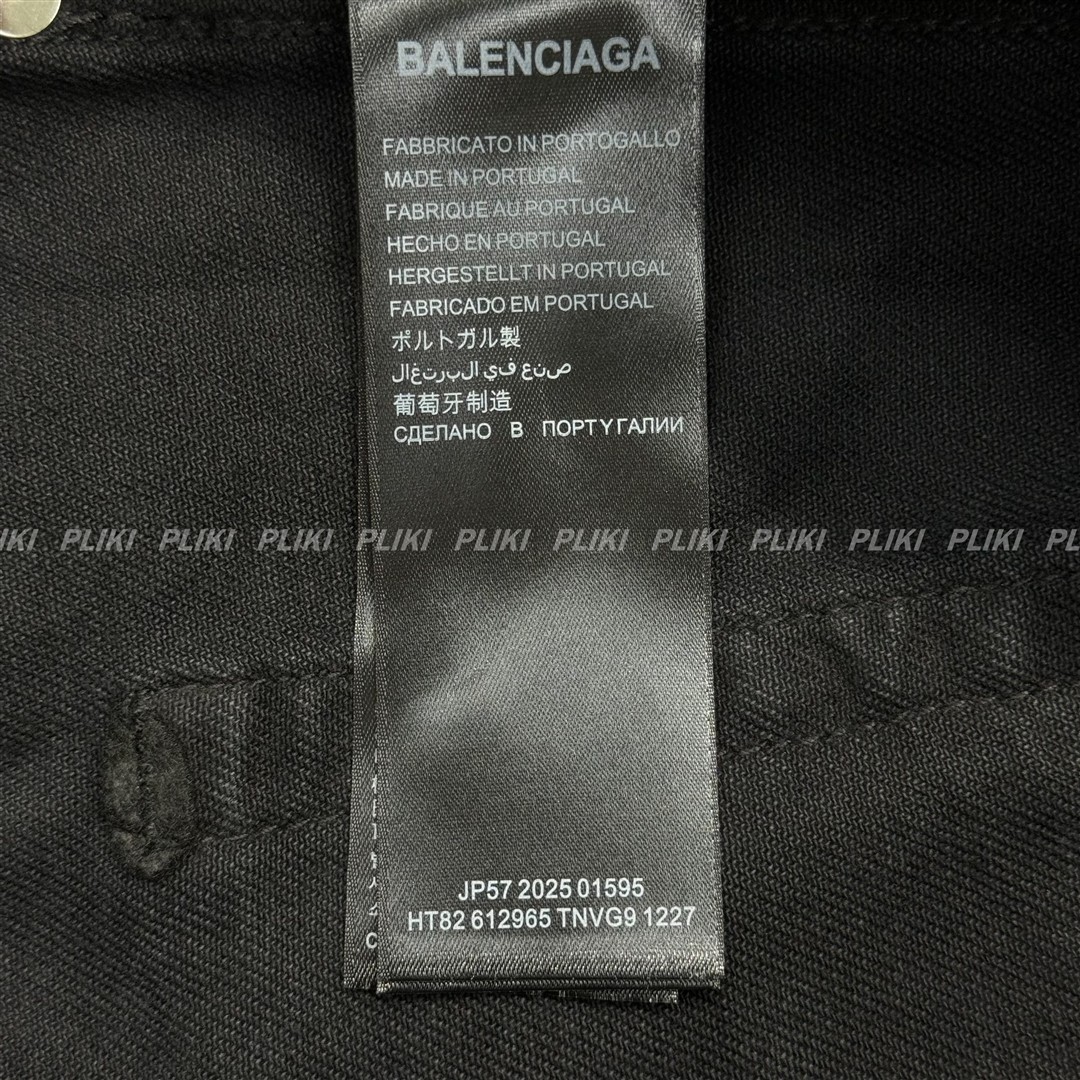 BALENCIAGA
FABBRICATO IN PORTOGALLO
MADE IN PORTUGAL
FABRIQUE AU PORTUGAL
HECHO EN PORTUGAL
HERGESTELLT IN PORTUGAL
FABRICADO EM PORTUGAL
ポルトガル製
صنع في البرتغال
葡萄牙制造
СДЕЛАНО В ПОРТУГАЛИИ
IKI PLIKI PLIKI PLIKI PLIKI PLIKI PLIKI PLIKI PLIKI PLIKI PLIKI PL
JP57 2025 01595
HT82 612965 TNVG9 1227